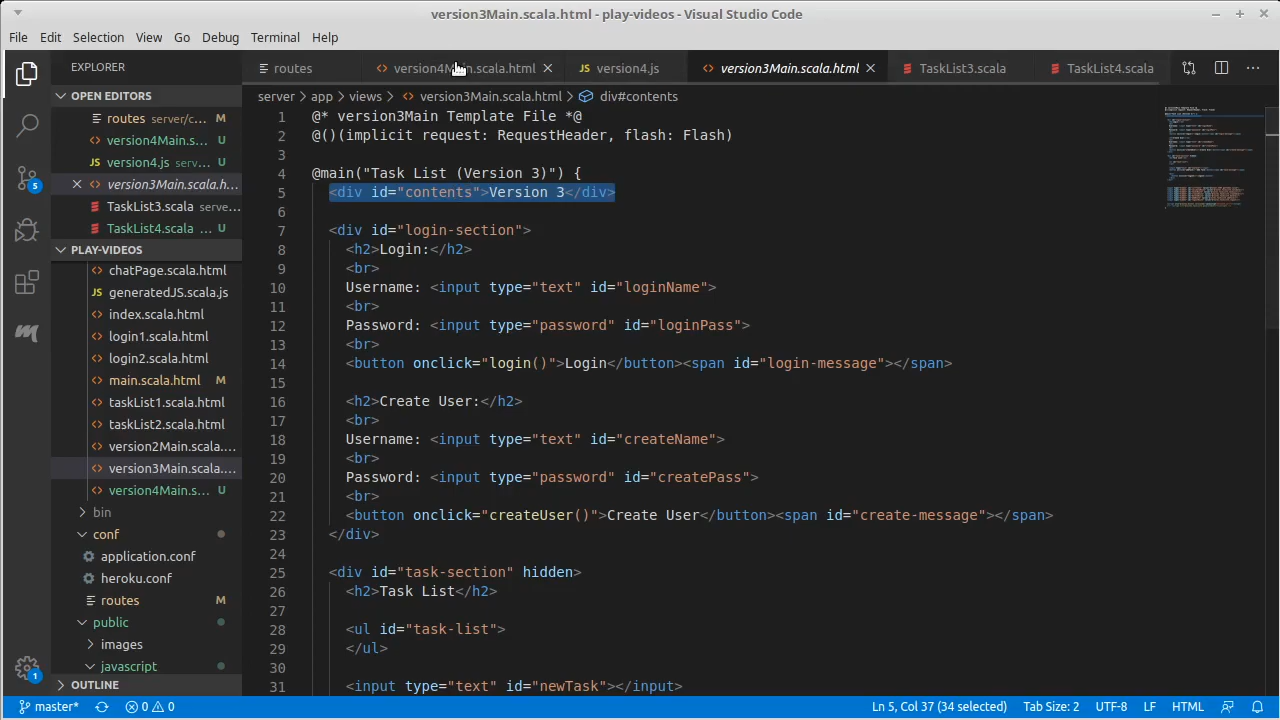 version3Main.scala.html - play-videos - Visual Studio Code
File Edit Selection View Go Debug Terminal Help
EXPLORER
OPEN EDITORS
routes server/c... M
version4Main.s... U
version4.js serv... U
version3Main.scala.h...
TaskList3.scala serve...
TaskList4.scala ... U
PLAY-VIDEOS
chatPage.scala.html
generatedJS.scala.js
index.scala.html
login1.scala.html
login2.scala.html
main.scala.html M
taskList1.scala.html
taskList2.scala.html
version2Main.scala....
version3Main.scala....
version4Main.s... U
bin
conf
application.conf
heroku.conf
routes M
public
images
javascript
OUTLINE
5
1
routes version4Main.scala.html version4.js version3Main.scala.html TaskList3.scala TaskList4.scala
server > app > views > version3Main.scala.html > div#contents
1 @* version3Main Template File *@
2 @()(implicit request: RequestHeader, flash: Flash)
3
4 @main("Task List (Version 3)") {
5 <div id="contents">Version 3</div>
6
7 <div id="login-section">
8 <h2>Login:</h2>
9 <br>
10 Username: <input type="text" id="loginName">
11 <br>
12 Password: <input type="password" id="loginPass">
13 <br>
14 <button onclick="login()">Login</button><span id="login-message"></span>
15
16 <h2>Create User:</h2>
17 <br>
18 Username: <input type="text" id="createName">
19 <br>
20 Password: <input type="password" id="createPass">
21 <br>
22 <button onclick="createUser()">Create User</button><span id="create-message"></span>
23 </div>
24
25 <div id="task-section" hidden>
26 <h2>Task List</h2>
27
28 <ul id="task-list">
29 </ul>
30
31 <input type="text" id="newTask"></input>
master* 0 0 Ln 5, Col 37 (34 selected) Tab Size: 2 UTF-8 LF HTML